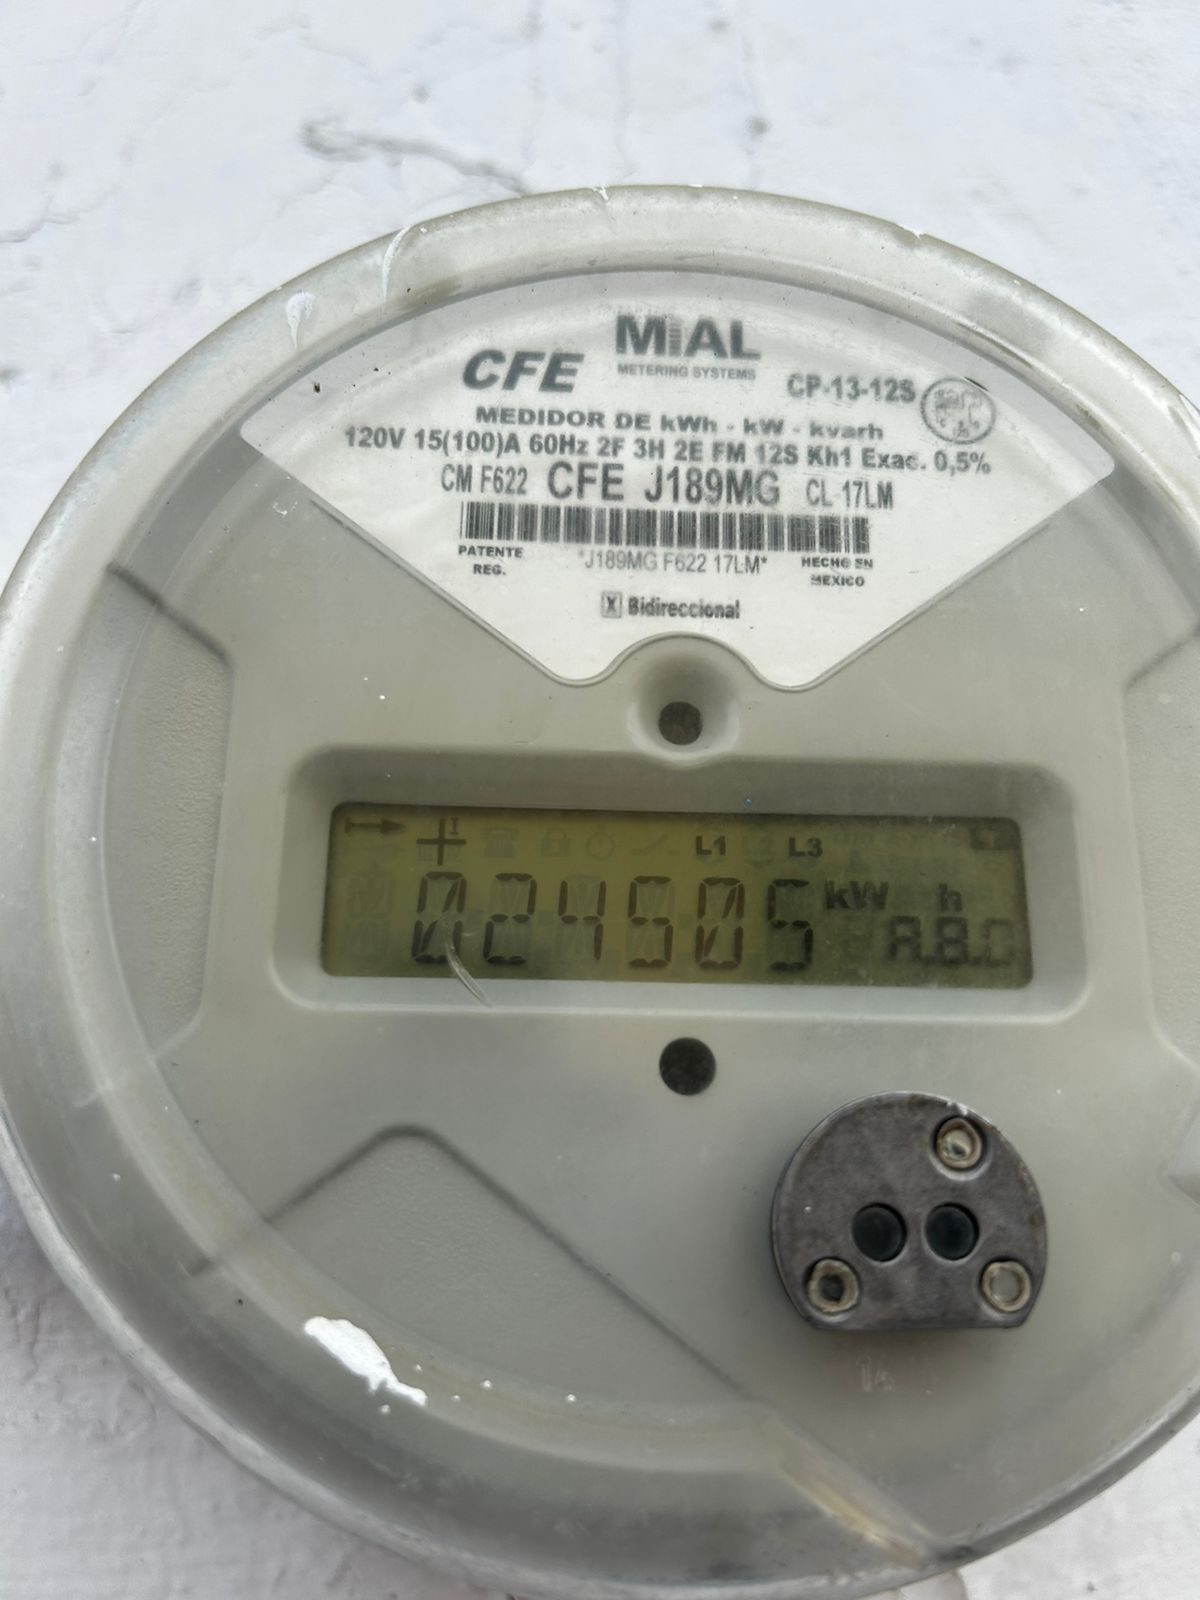 MIAL
METERING SYSTEMS
CFE
CP-13-12S
MEDIDOR DE kWh - kW - kvarh
120V 15(100)A 60Hz 2F 3H 2E FM 12S Kh1 Exac. 0,5%
CM F622 CFE J189MG CL 17LM
PATENTE REG.
*J189MG F622 17LM*
HECHO EN MEXICO
X Bidireccional
L1 L3
024505 kW h
A.B.C